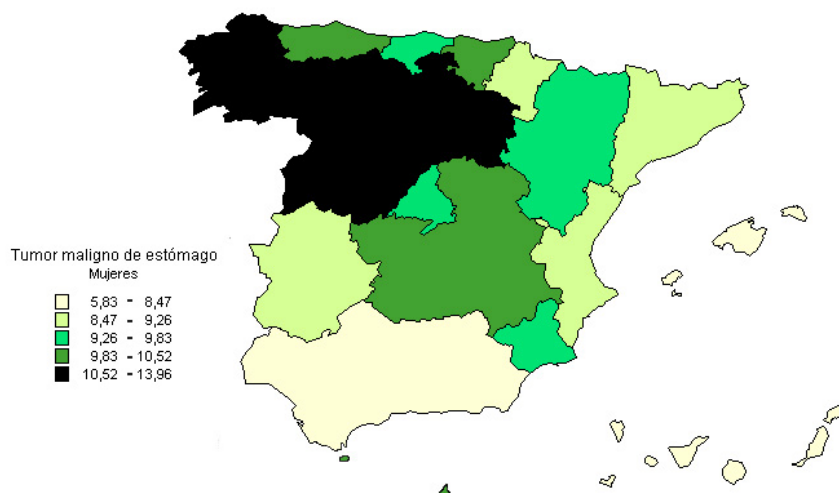 Tumor maligno de estómago
Mujeres
5,83 - 8,47
8,47 - 9,26
9,26 - 9,83
9,83 - 10,52
10,52 - 13,96